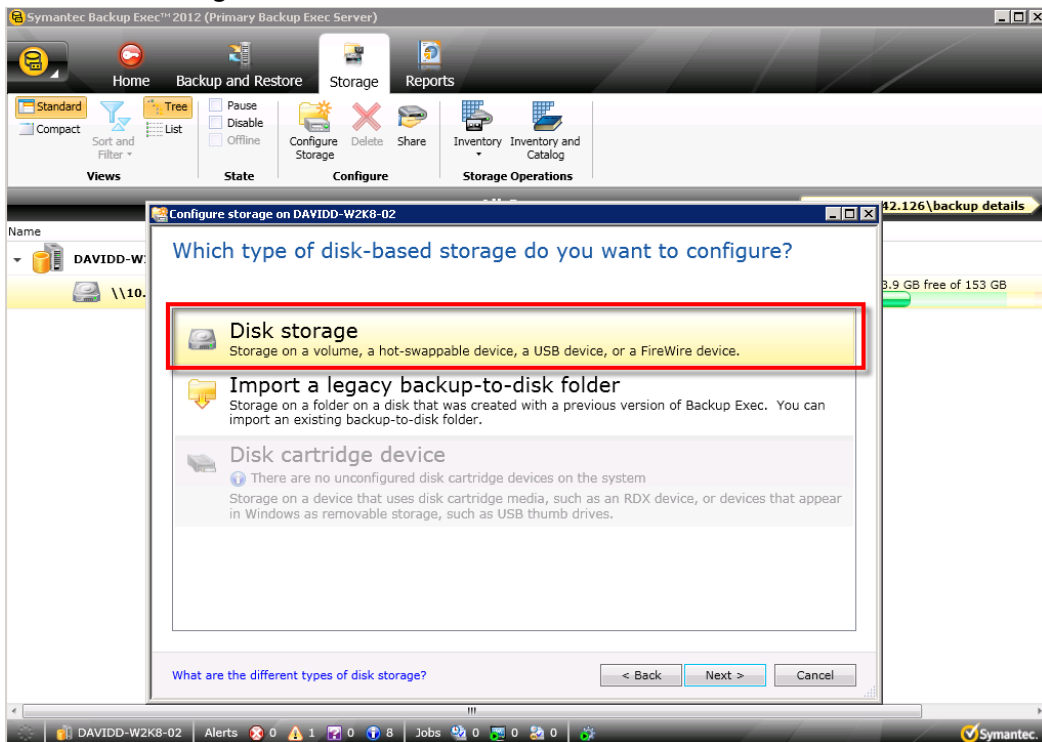 Symantec Backup Exec™ 2012 (Primary Backup Exec Server)
Home Backup and Restore Storage Reports
Standard
Compact
Sort and
Filter
Tree
List
Views
Pause
Disable
Offline
State
Configure
Storage
Delete
Share
Configure
Inventory
Inventory and
Catalog
Storage Operations
42.126\backup details
Configure storage on DAVIDD-W2K8-02
Name
DAVIDD-W
\\10.
3.9 GB free of 153 GB
Which type of disk-based storage do you want to configure?
Disk storage
Storage on a volume, a hot-swappable device, a USB device, or a FireWire device.
Import a legacy backup-to-disk folder
Storage on a folder on a disk that was created with a previous version of Backup Exec. You can
import an existing backup-to-disk folder.
Disk cartridge device
There are no unconfigured disk cartridge devices on the system
Storage on a device that uses disk cartridge media, such as an RDX device, or devices that appear
in Windows as removable storage, such as USB thumb drives.
What are the different types of disk storage?
< Back Next > Cancel
DAVIDD-W2K8-02 Alerts 0 1 0 8 Jobs 0 0 0 Symantec.